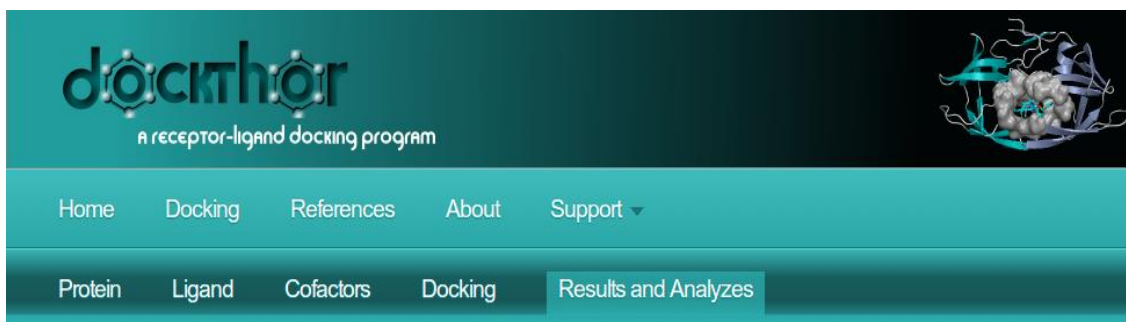 dockthor
A receptor-ligand docking program
Home Docking References About Support
Protein Ligand Cofactors Docking Results and Analyzes